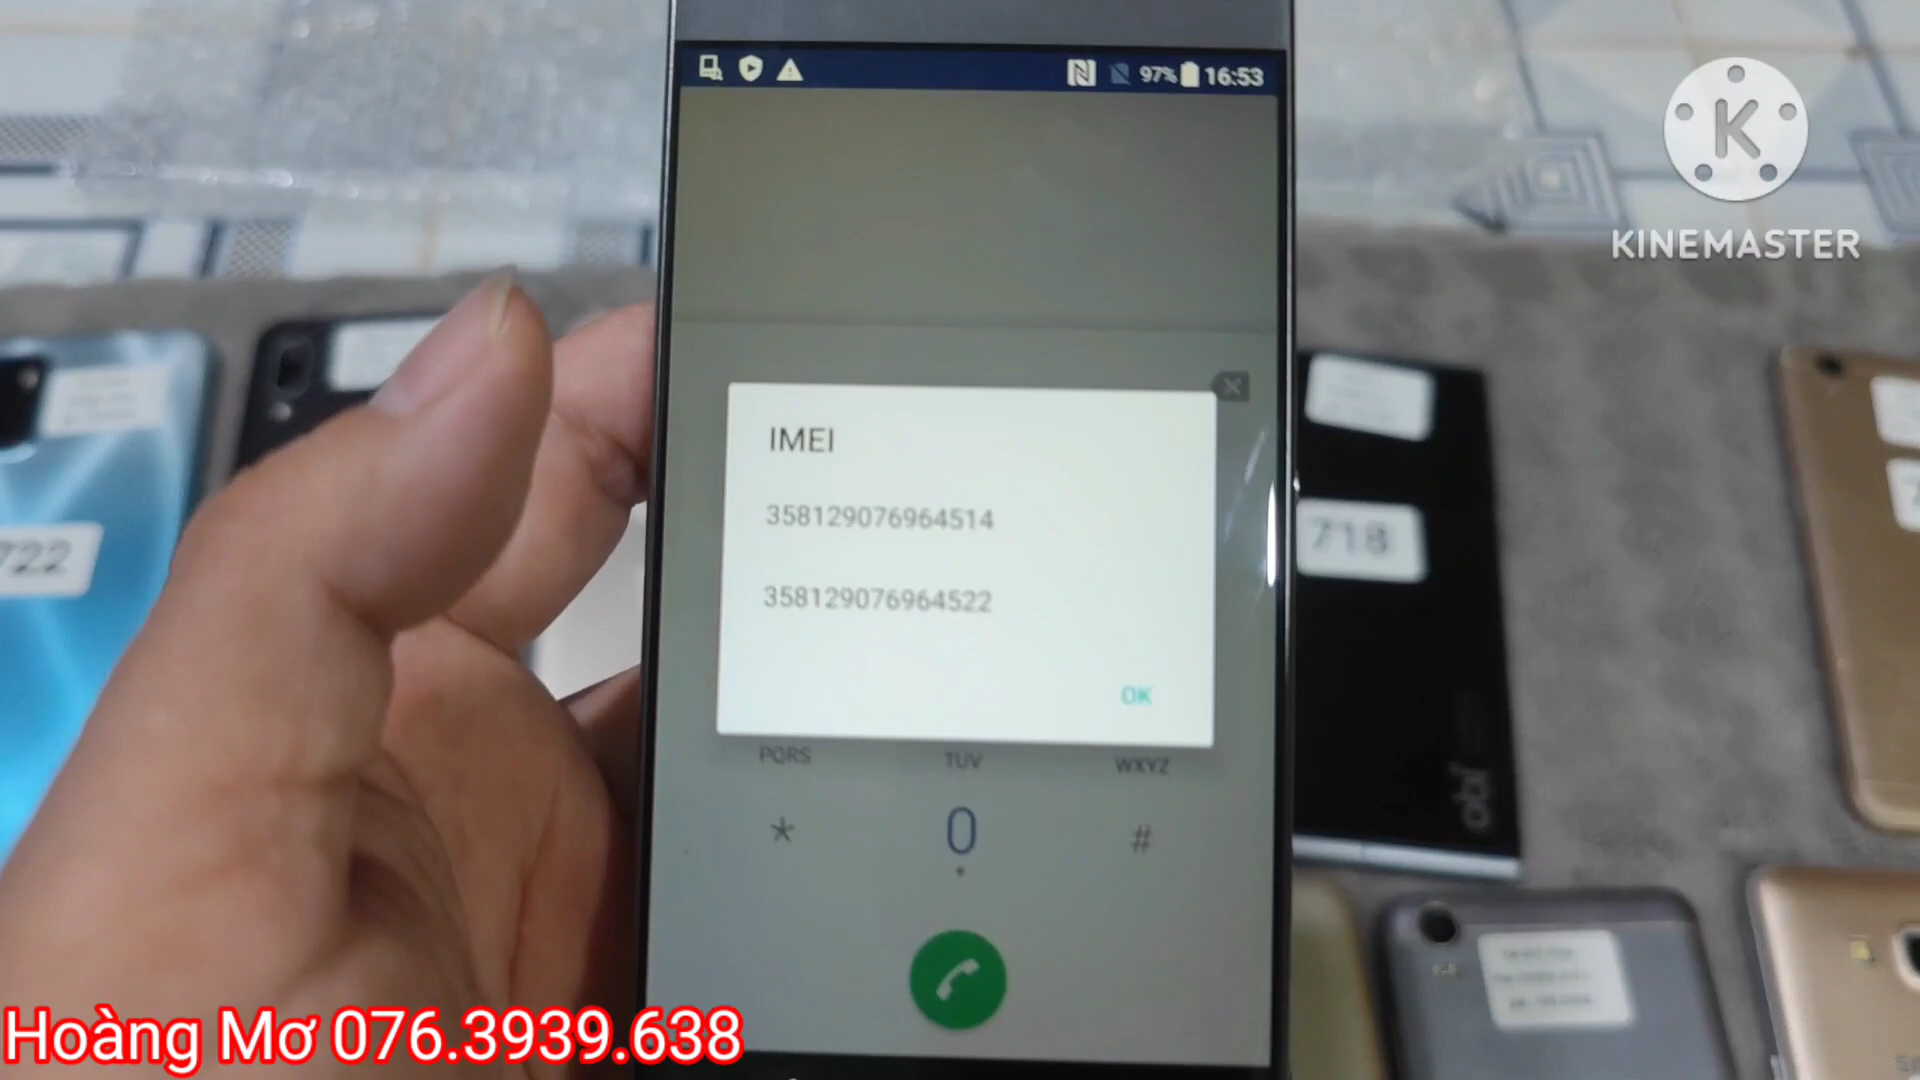 97% 16:53
KINEMASTER
IMEI
358129076964514
358129076964522
OK
722
718
obi
PQRS TUV WXYZ
* 0 #
+
Hoàng Mơ 076.3939.638